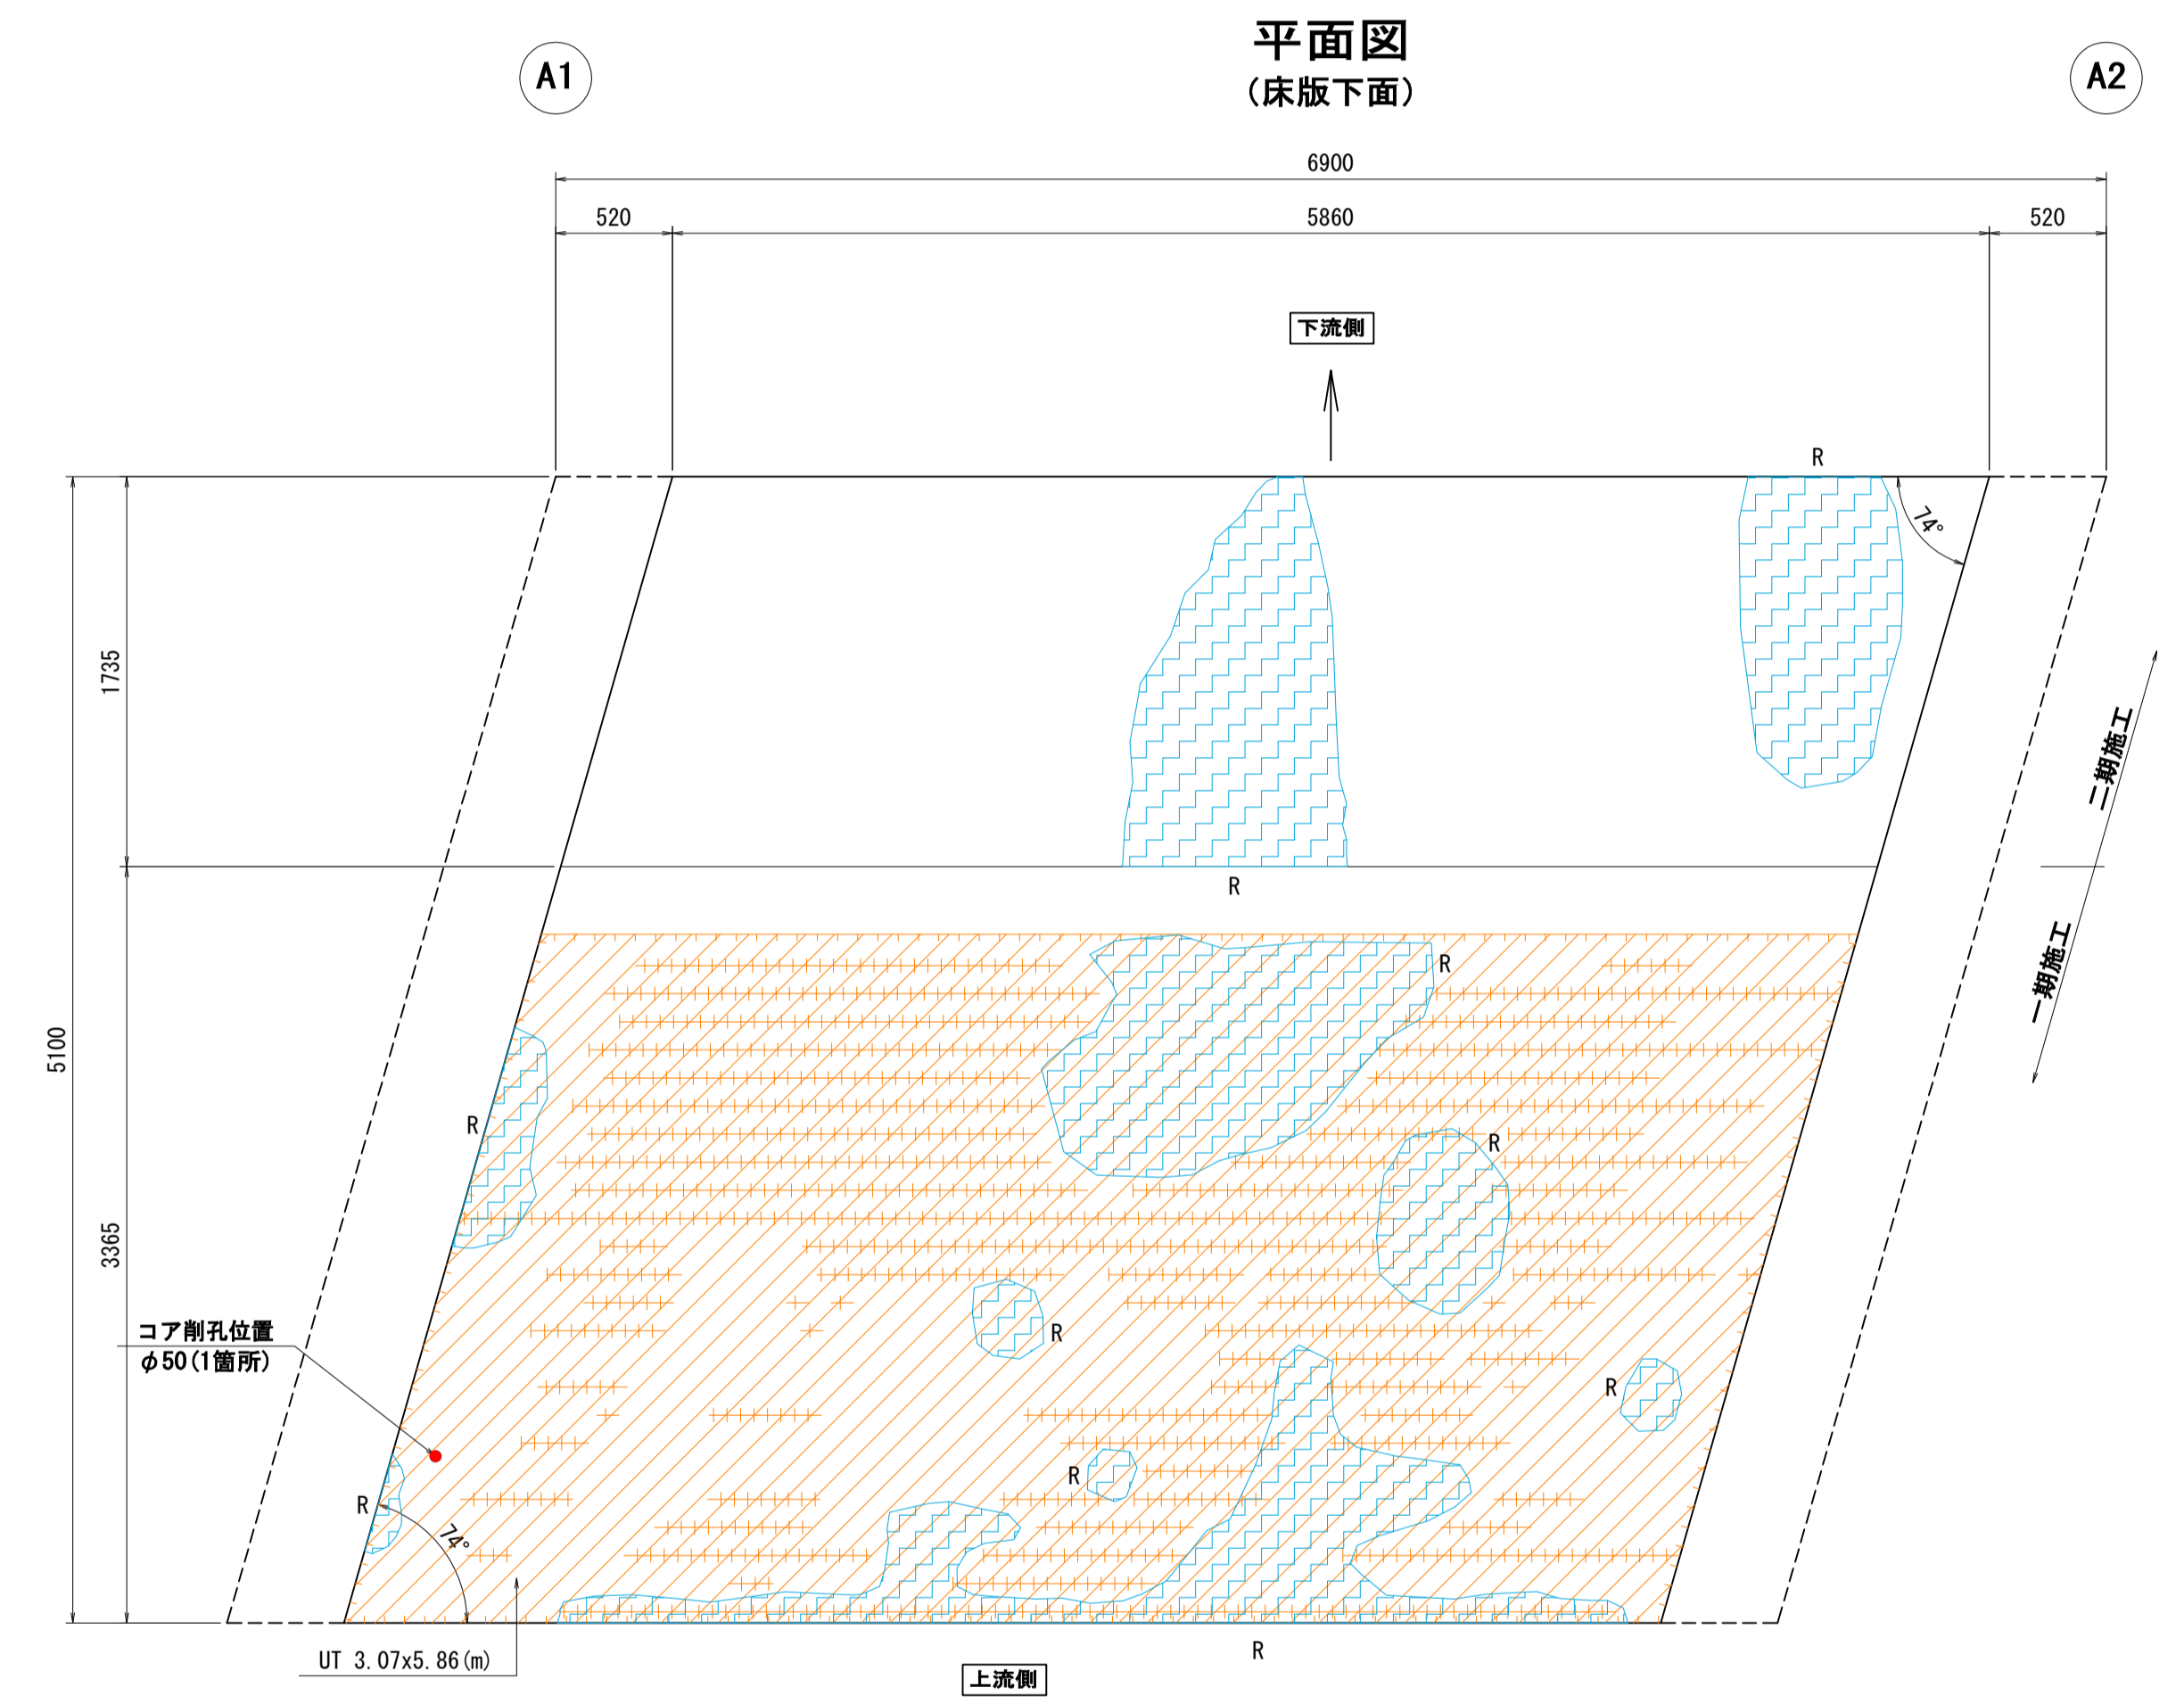 平面図
(床版下面)
A1
A2
6900
520
5860
520
下流側
R
74°
1735
二期施工
R
一期施工
R
5100
R
R
3365
コア削孔位置
φ50(1箇所)
R
R
R
R
74°
UT 3.07x5.86(m)
R
上流側